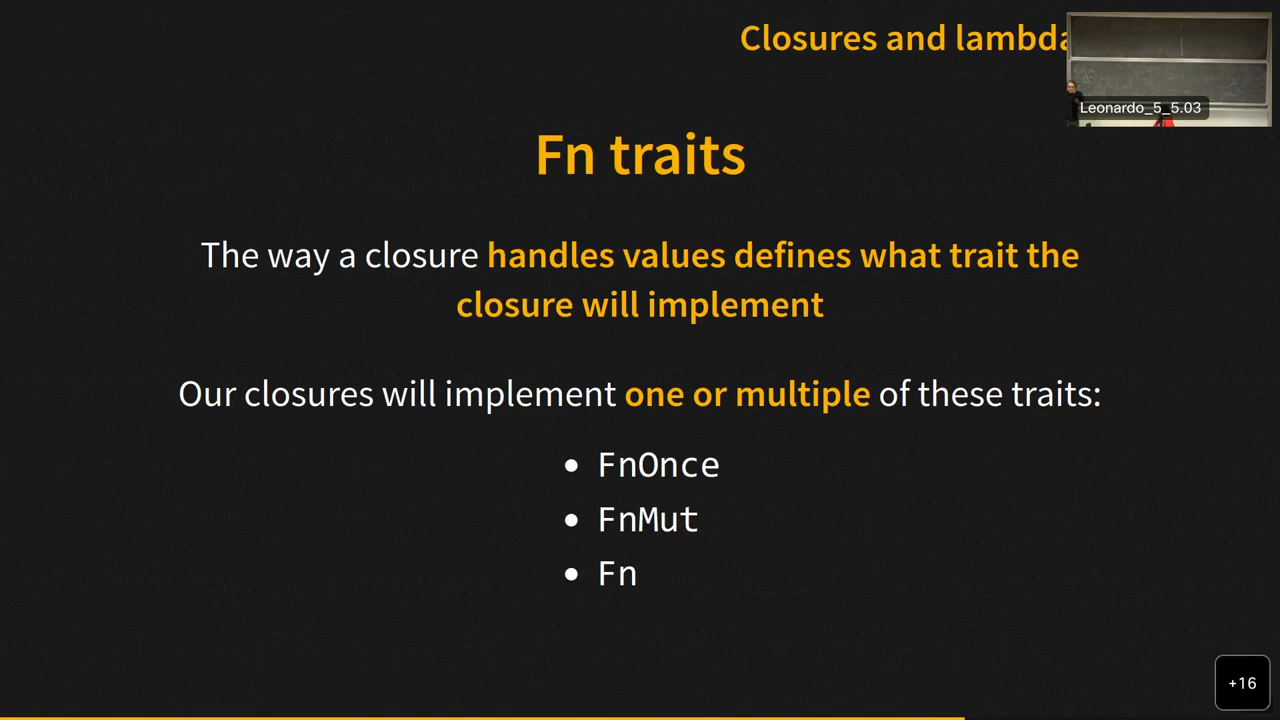 Closures and lambda
Leonardo_5_5.03
Fn traits
The way a closure handles values defines what trait the
closure will implement
Our closures will implement one or multiple of these traits:
• FnOnce
• FnMut
• Fn
+16